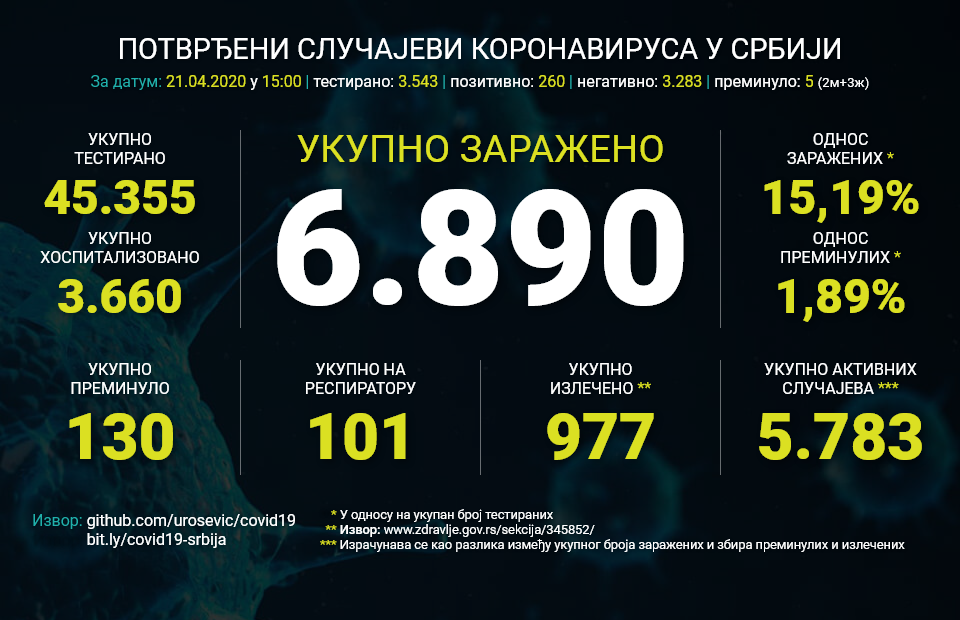 ПОТВРЂЕНИ СЛУЧАЈЕВИ КОРОНАВИРУСА У СРБИЈИ
За датум: 21.04.2020 у 15:00 | тестирано: 3.543 | позитивно: 260 | негативно: 3.283 | преминуло: 5 (2м+3ж)
УКУПНО
ТЕСТИРАНО
45.355
УКУПНО
ХОСПИТАЛИЗОВАНО
3.660
УКУПНО ЗАРАЖЕНО
6.890
ОДНОС
ЗАРАЖЕНИХ *
15,19%
ОДНОС
ПРЕМИНУЛИХ *
1,89%
УКУПНО
ПРЕМИНУЛО
130
УКУПНО НА
РЕСПИРАТОРУ
101
УКУПНО
ИЗЛЕЧЕНО **
977
УКУПНО АКТИВНИХ
СЛУЧАЈЕВА ***
5.783
Извор: github.com/urosevic/covid19
bit.ly/covid19-srbija
* У односу на укупан број тестираних
** Извор: www.zdravlje.gov.rs/sekcija/345852/
*** Израчунава се као разлика између укупног броја заражених и збира преминулих и излечених